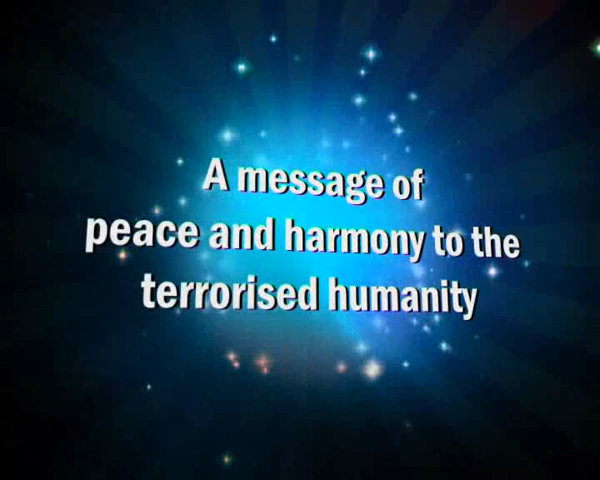 A message of
peace and harmony to the
terrorised humanity